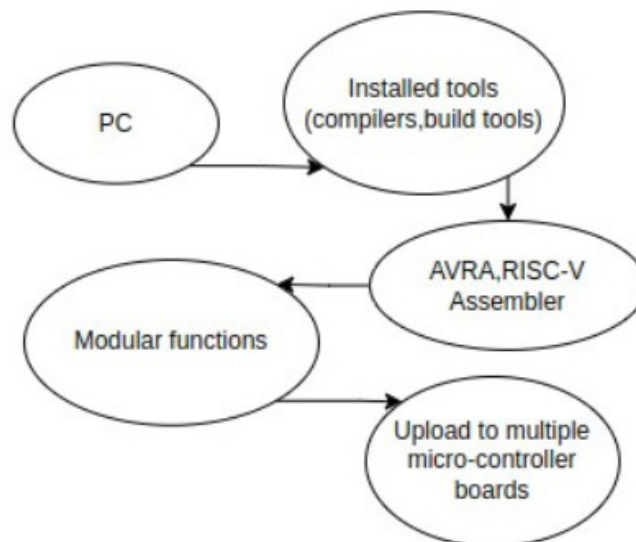 PC
Installed tools
(compilers,build tools)
AVRA,RISC-V
Assembler
Modular functions
Upload to multiple
micro-controller
boards